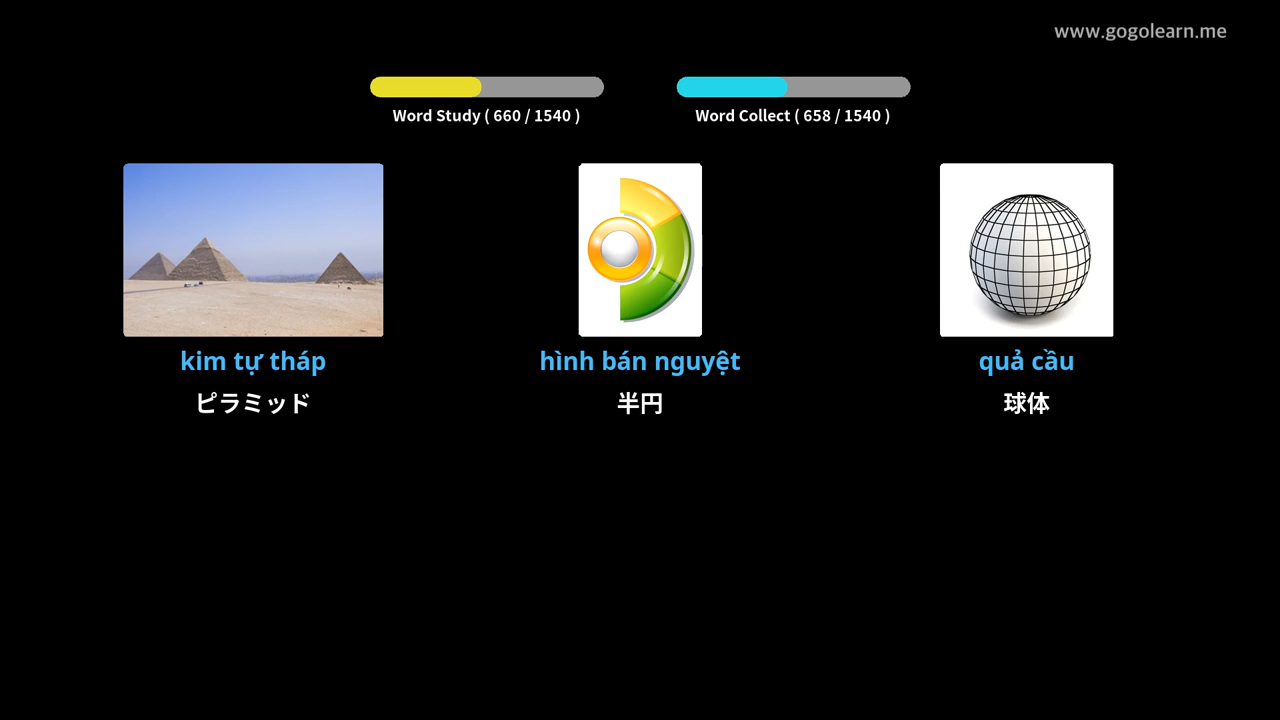 www.gogolearn.me
Word Study ( 660 / 1540 )
Word Collect ( 658 / 1540 )
kim tự tháp
hình bán nguyệt
quả cầu
ピラミッド
半円
球体